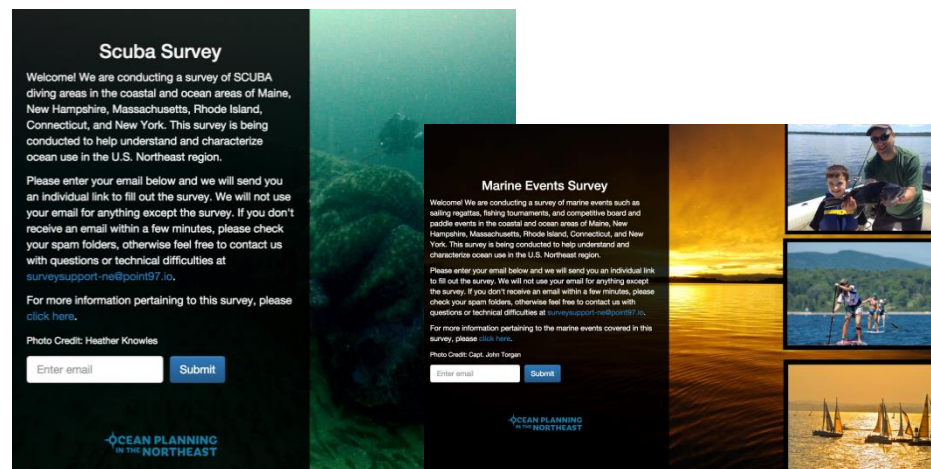 Scuba Survey
Welcome! We are conducting a survey of SCUBA
diving areas in the coastal and ocean areas of Maine,
New Hampshire, Massachusetts, Rhode Island,
Connecticut, and New York. This survey is being
conducted to help understand and characterize
ocean use in the U.S. Northeast region.
Please enter your email below and we will send you
an individual link to fill out the survey. We will not use
your email for anything except the survey. If you don't
receive an email within a few minutes, please check
your spam folders, otherwise feel free to contact us
with questions or technical difficulties at
surveysupport-ne@point97.io.
For more information pertaining to this survey, please
click here.
Photo Credit: Heather Knowles
Enter email
Submit
OCEAN PLANNING
IN THE NORTHEAST
Marine Events Survey
Welcome! We are conducting a survey of marine events such as
sailing regattas, fishing tournaments, and competitive board and
paddle events in the coastal and ocean areas of Maine, New
Hampshire, Massachusetts, Rhode Island, Connecticut, and New
York. This survey is being conducted to help understand and
characterize ocean use in the U.S. Northeast region.
Please enter your email below and we will send you an individual link
to fill out the survey. We will not use your email for anything except
the survey. If you don't receive an email within a few minutes, please
check your spam folders, otherwise feel free to contact us with
questions or technical difficulties at surveysupport-ne@point97.io.
For more information pertaining to the marine events covered in this
survey, please click here.
Photo Credit: Capt. John Torgan
Enter email
Submit
OCEAN PLANNING
IN THE NORTHEAST